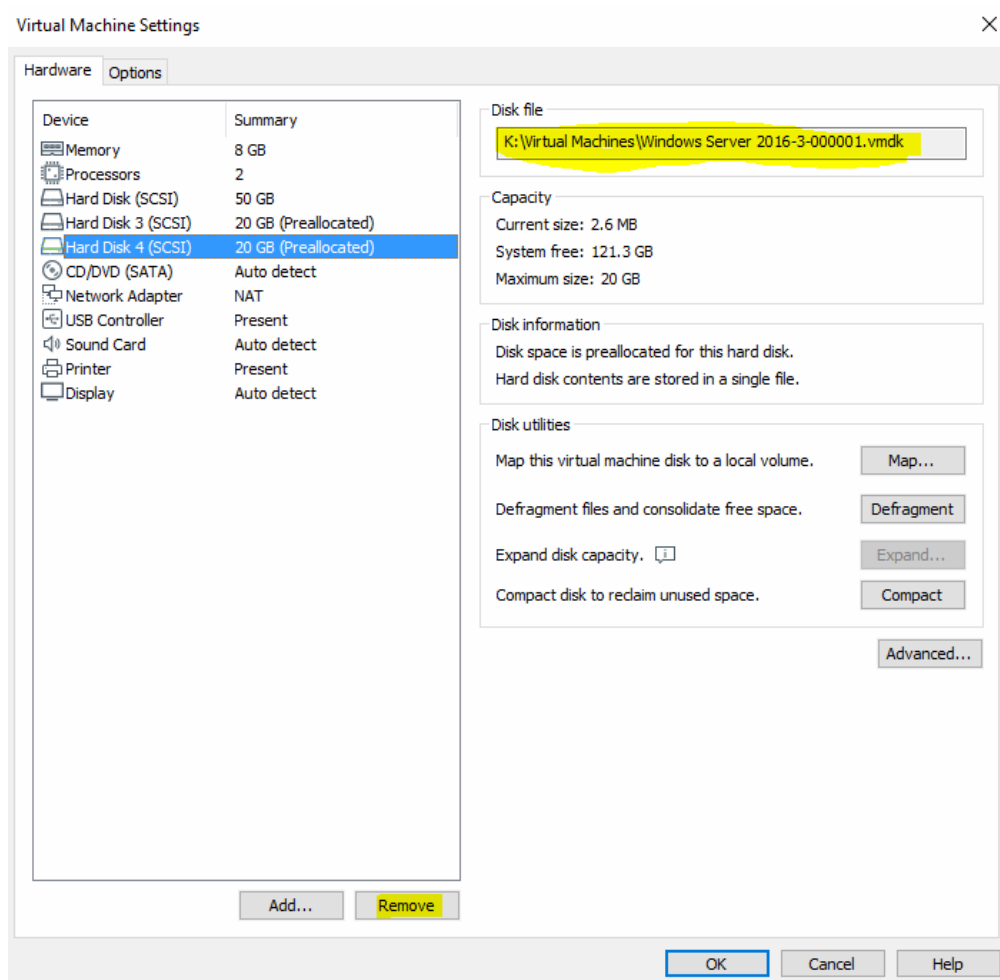 Virtual Machine Settings
Hardware Options
Device Summary
Memory 8 GB
Processors 2
Hard Disk (SCSI) 50 GB
Hard Disk 3 (SCSI) 20 GB (Preallocated)
Hard Disk 4 (SCSI) 20 GB (Preallocated)
CD/DVD (SATA) Auto detect
Network Adapter NAT
USB Controller Present
Sound Card Auto detect
Printer Present
Display Auto detect
Add... Remove
Disk file
K:\Virtual Machines\Windows Server 2016-3-000001.vmdk
Capacity
Current size: 2.6 MB
System free: 121.3 GB
Maximum size: 20 GB
Disk information
Disk space is preallocated for this hard disk.
Hard disk contents are stored in a single file.
Disk utilities
Map this virtual machine disk to a local volume. Map...
Defragment files and consolidate free space. Defragment
Expand disk capacity. Expand...
Compact disk to reclaim unused space. Compact
Advanced...
OK Cancel Help